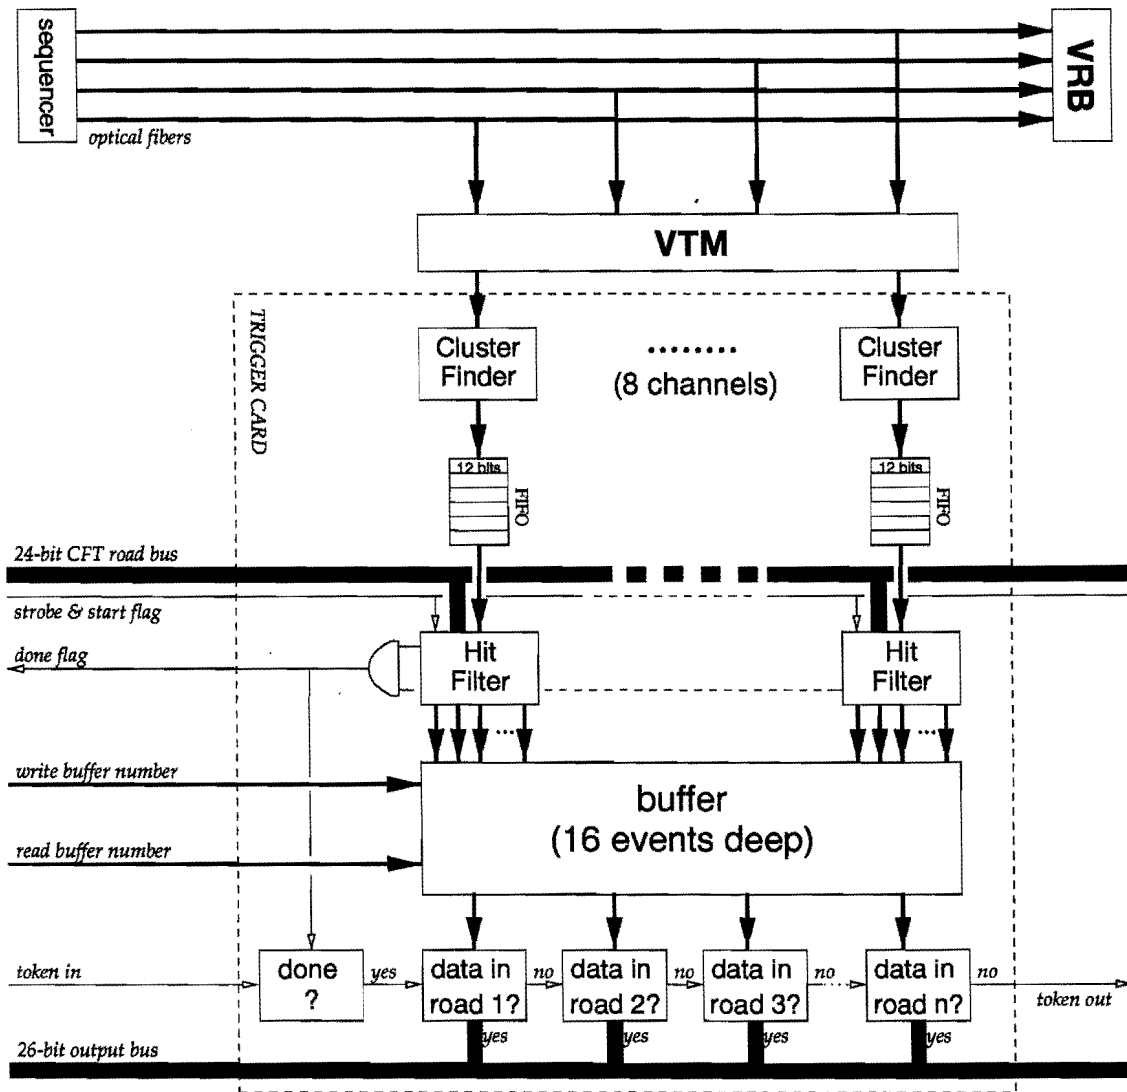 sequencer
VRB
optical fibers
VTM
TRIGGER CARD
Cluster
Finder
........
(8 channels)
Cluster
Finder
12 bits
FIFO
12 bits
FIFO
24-bit CFT road bus
strobe & start flag
done flag
Hit
Filter
Hit
Filter
...
...
write buffer number
buffer
(16 events deep)
read buffer number
token in
done
?
yes
data in
road 1?
no
data in
road 2?
no
data in
road 3?
no
data in
road n?
no
token out
yes
yes
yes
yes
26-bit output bus